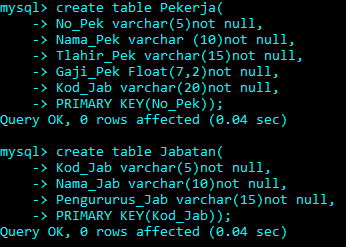 mysql> create table Pekerja(
    -> No_Pek varchar(5)not null,
    -> Nama_Pek varchar (10)not null,
    -> Tlahir_Pek varchar(15)not null,
    -> Gaji_Pek Float(7,2)not null,
    -> Kod_Jab varchar(20)not null,
    -> PRIMARY KEY(No_Pek));
Query OK, 0 rows affected (0.04 sec)

mysql> create table Jabatan(
    -> Kod_Jab varchar(5)not null,
    -> Nama_Jab varchar(10)not null,
    -> Pengururus_Jab varchar(15)not null,
    -> PRIMARY KEY(Kod_Jab));
Query OK, 0 rows affected (0.04 sec)